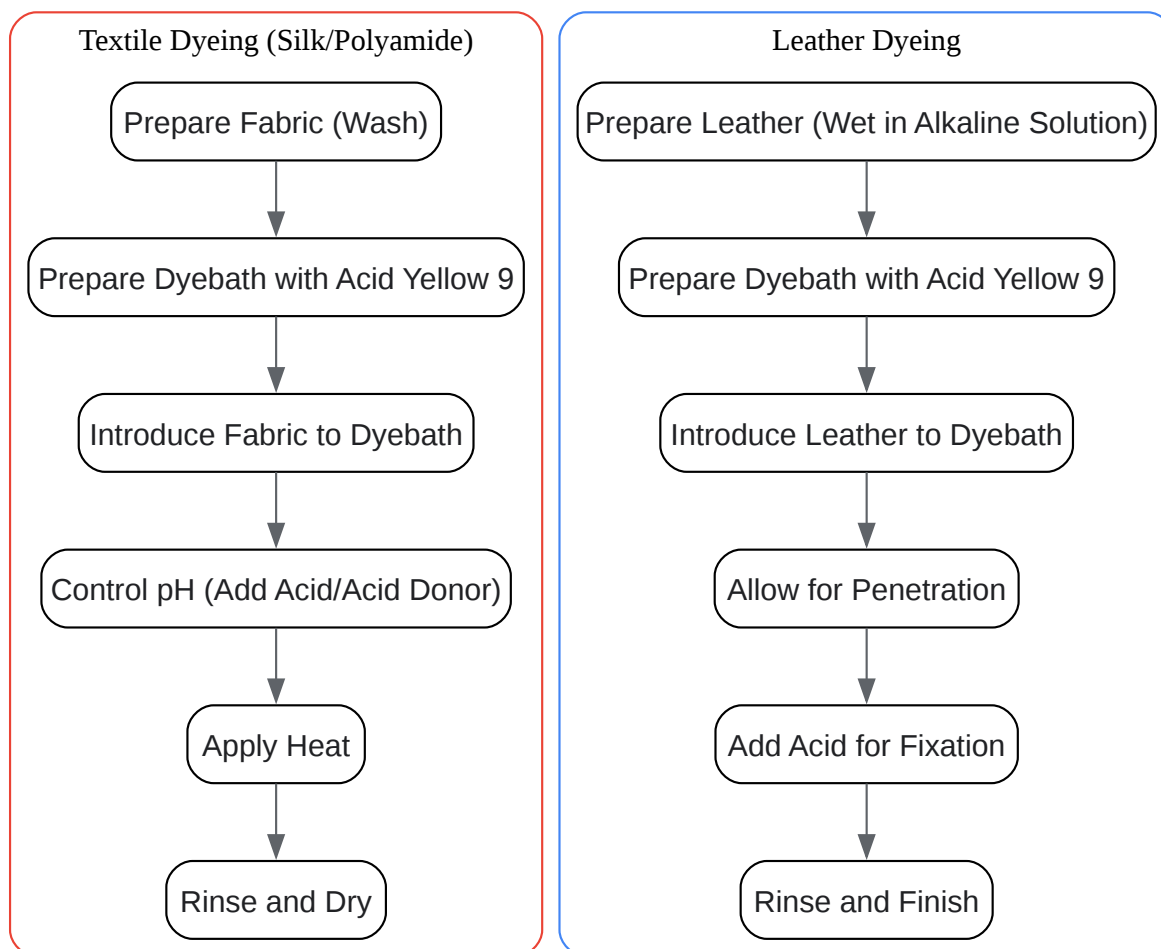 Textile Dyeing (Silk/Polyamide)
Prepare Fabric (Wash)
Prepare Dyebath with Acid Yellow 9
Introduce Fabric to Dyebath
Control pH (Add Acid/Acid Donor)
Apply Heat
Rinse and Dry
Leather Dyeing
Prepare Leather (Wet in Alkaline Solution)
Prepare Dyebath with Acid Yellow 9
Introduce Leather to Dyebath
Allow for Penetration
Add Acid for Fixation
Rinse and Finish